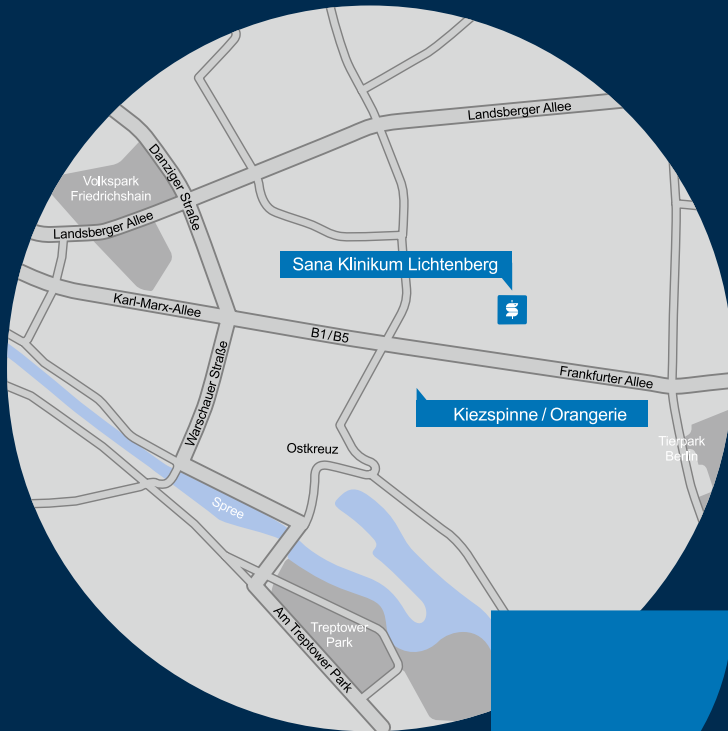 Landsberger Allee
Danziger Straße
Volkspark
Friedrichshain
Landsberger Allee
Sana Klinikum Lichtenberg
Karl-Marx-Allee
B1/B5
Warschauer Straße
Frankfurter Allee
Kiezspinne / Orangerie
Ostkreuz
Tierpark
Berlin
Spree
Treptower
Park
Am Treptower Park